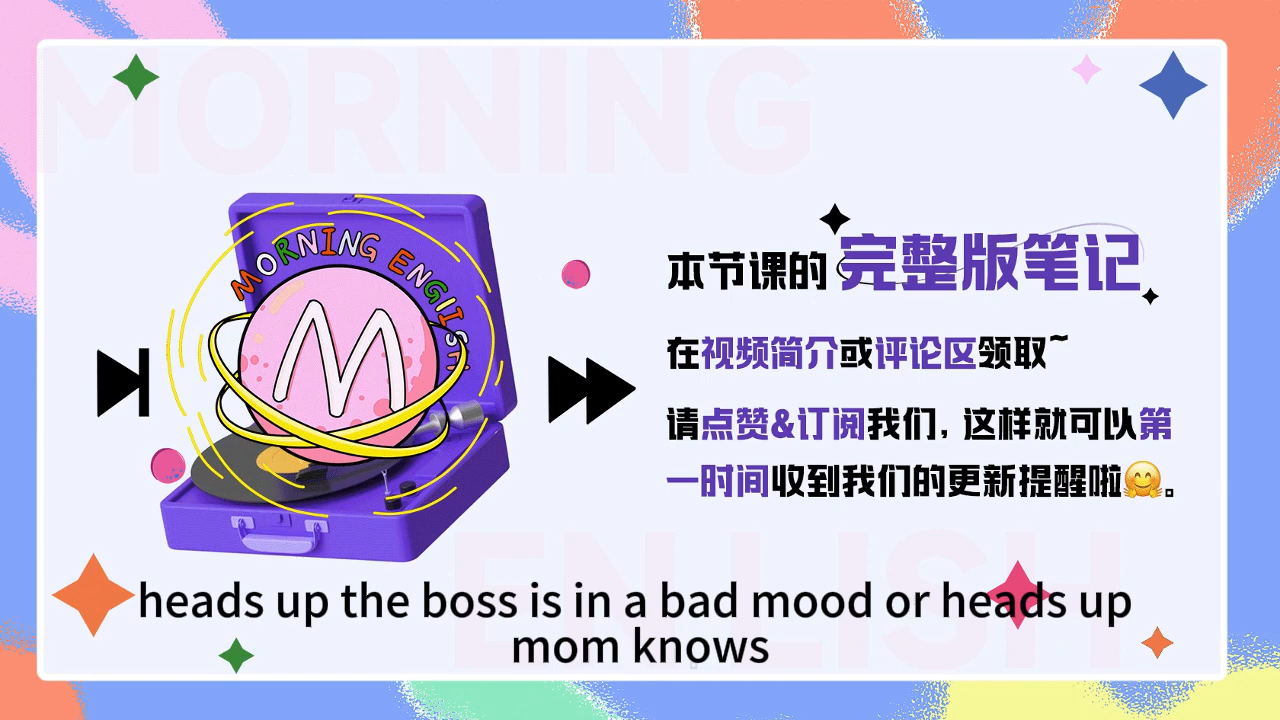 MORNING
MORNING ENGlISH
M
本节课的 完整版笔记
在视频简介或评论区领取~
请点赞&订阅我们, 这样就可以第
一时间收到我们的更新提醒啦🤗。
ENGLISH
heads up the boss is in a bad mood or heads up
mom knows